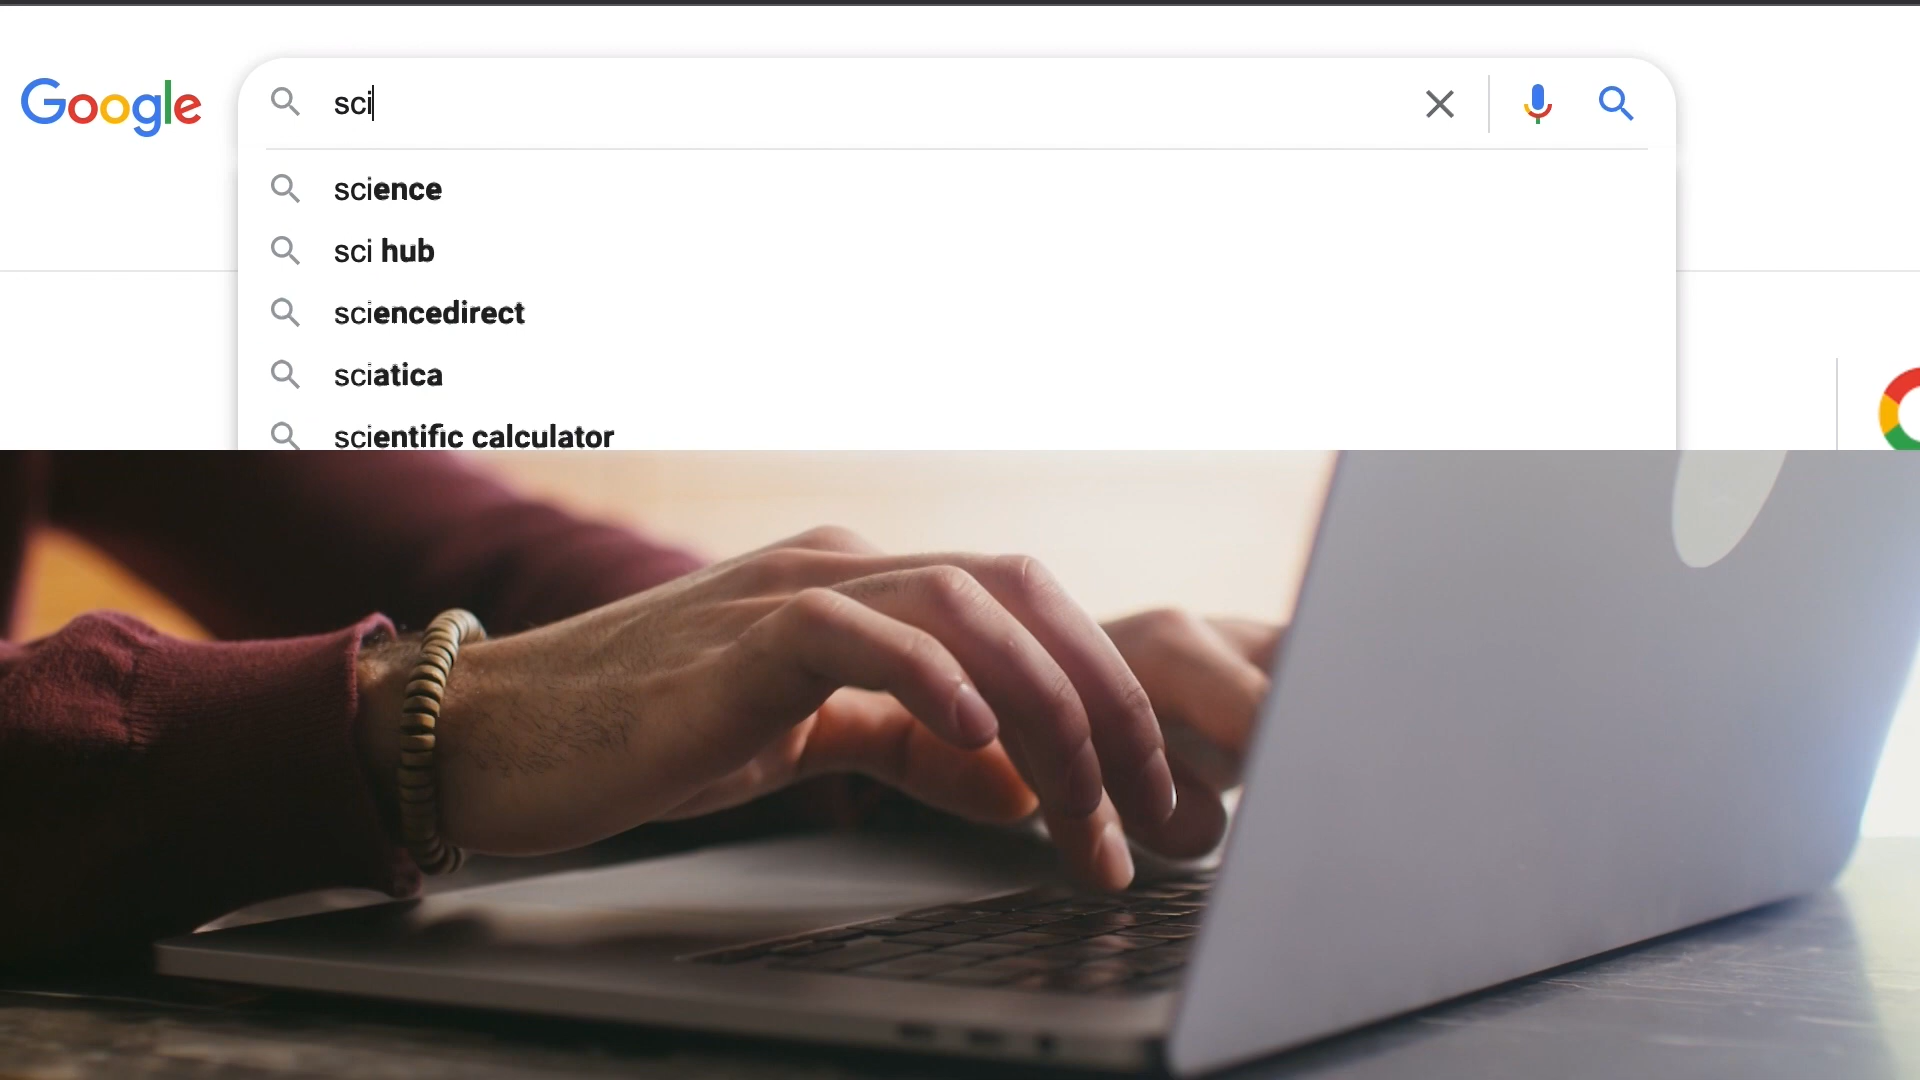 Google
sci
science
sci hub
sciencedirect
sciatica
scientific calculator